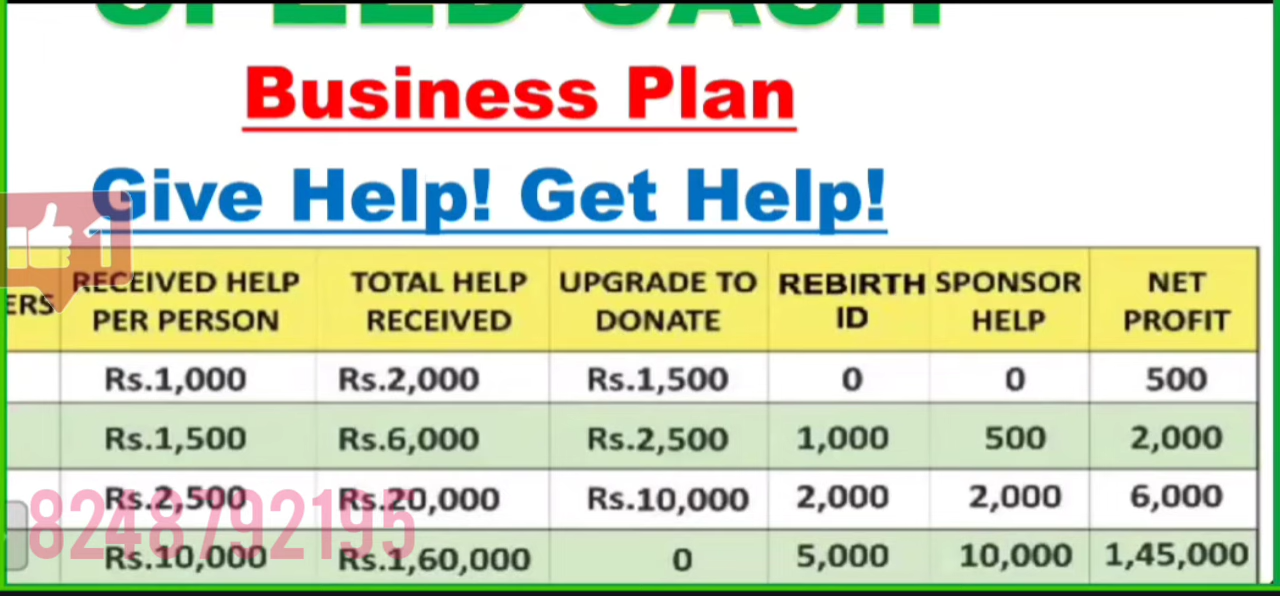 SPEED CASH
Business Plan
Give Help! Get Help!
1
ERS RECEIVED HELP PER PERSON TOTAL HELP RECEIVED UPGRADE TO DONATE REBIRTH ID SPONSOR HELP NET PROFIT
Rs.1,000 Rs.2,000 Rs.1,500 0 0 500
Rs.1,500 Rs.6,000 Rs.2,500 1,000 500 2,000
Rs.2,500 Rs.20,000 Rs.10,000 2,000 2,000 6,000
8248792195
Rs.10,000 Rs.1,60,000 0 5,000 10,000 1,45,000